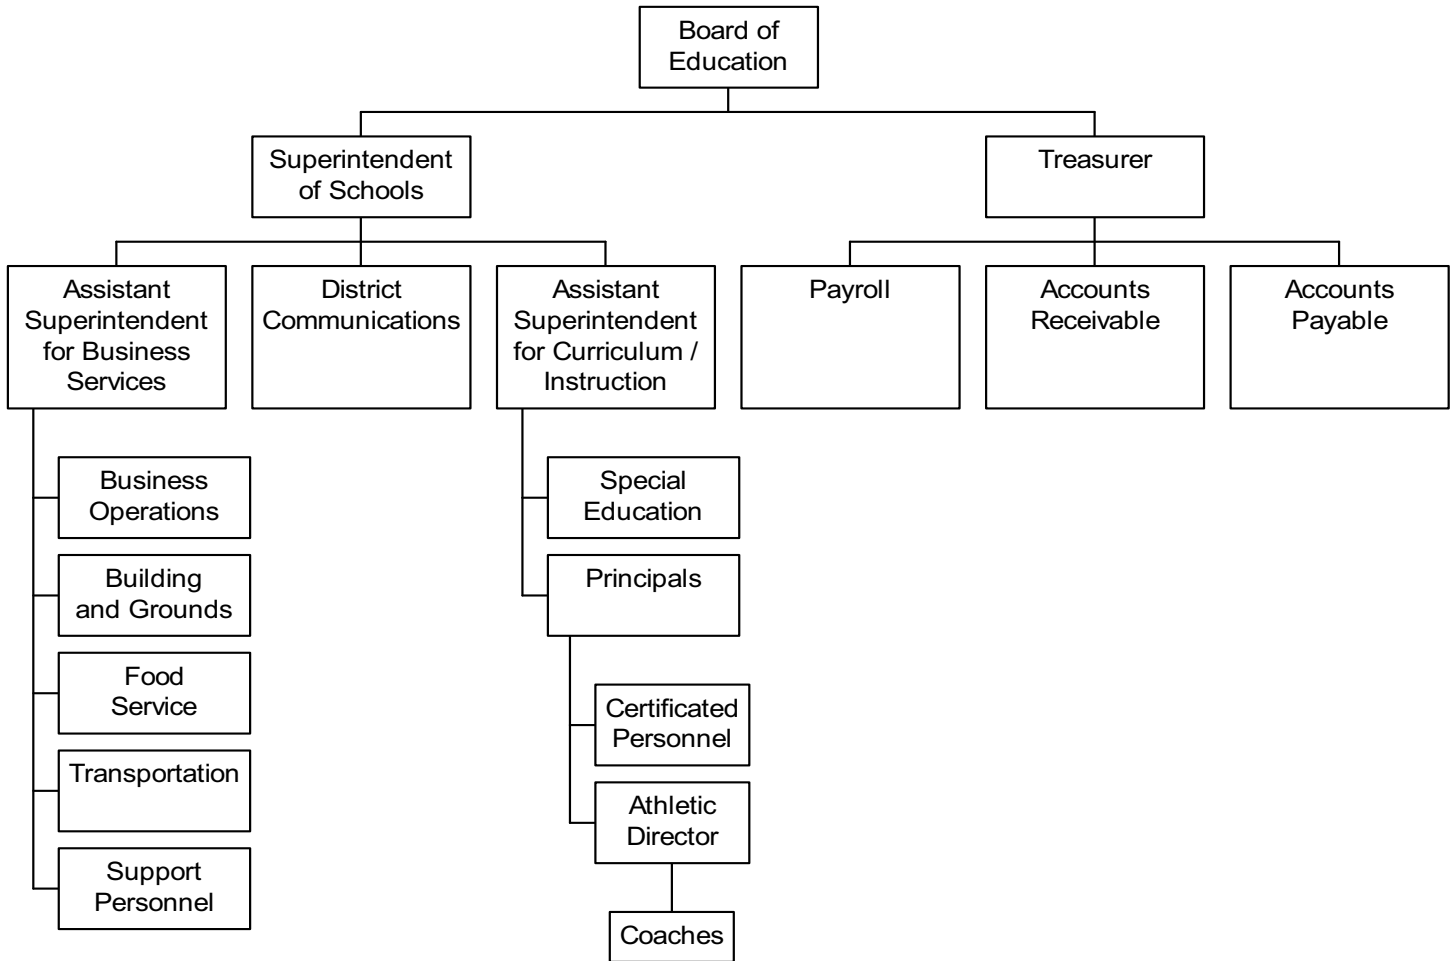 Board of
Education
Superintendent
of Schools
Treasurer
Assistant
Superintendent
for Business
Services
District
Communications
Assistant
Superintendent
for Curriculum /
Instruction
Payroll
Accounts
Receivable
Accounts
Payable
Business
Operations
Building
and Grounds
Food
Service
Transportation
Support
Personnel
Special
Education
Principals
Certificated
Personnel
Athletic
Director
Coaches